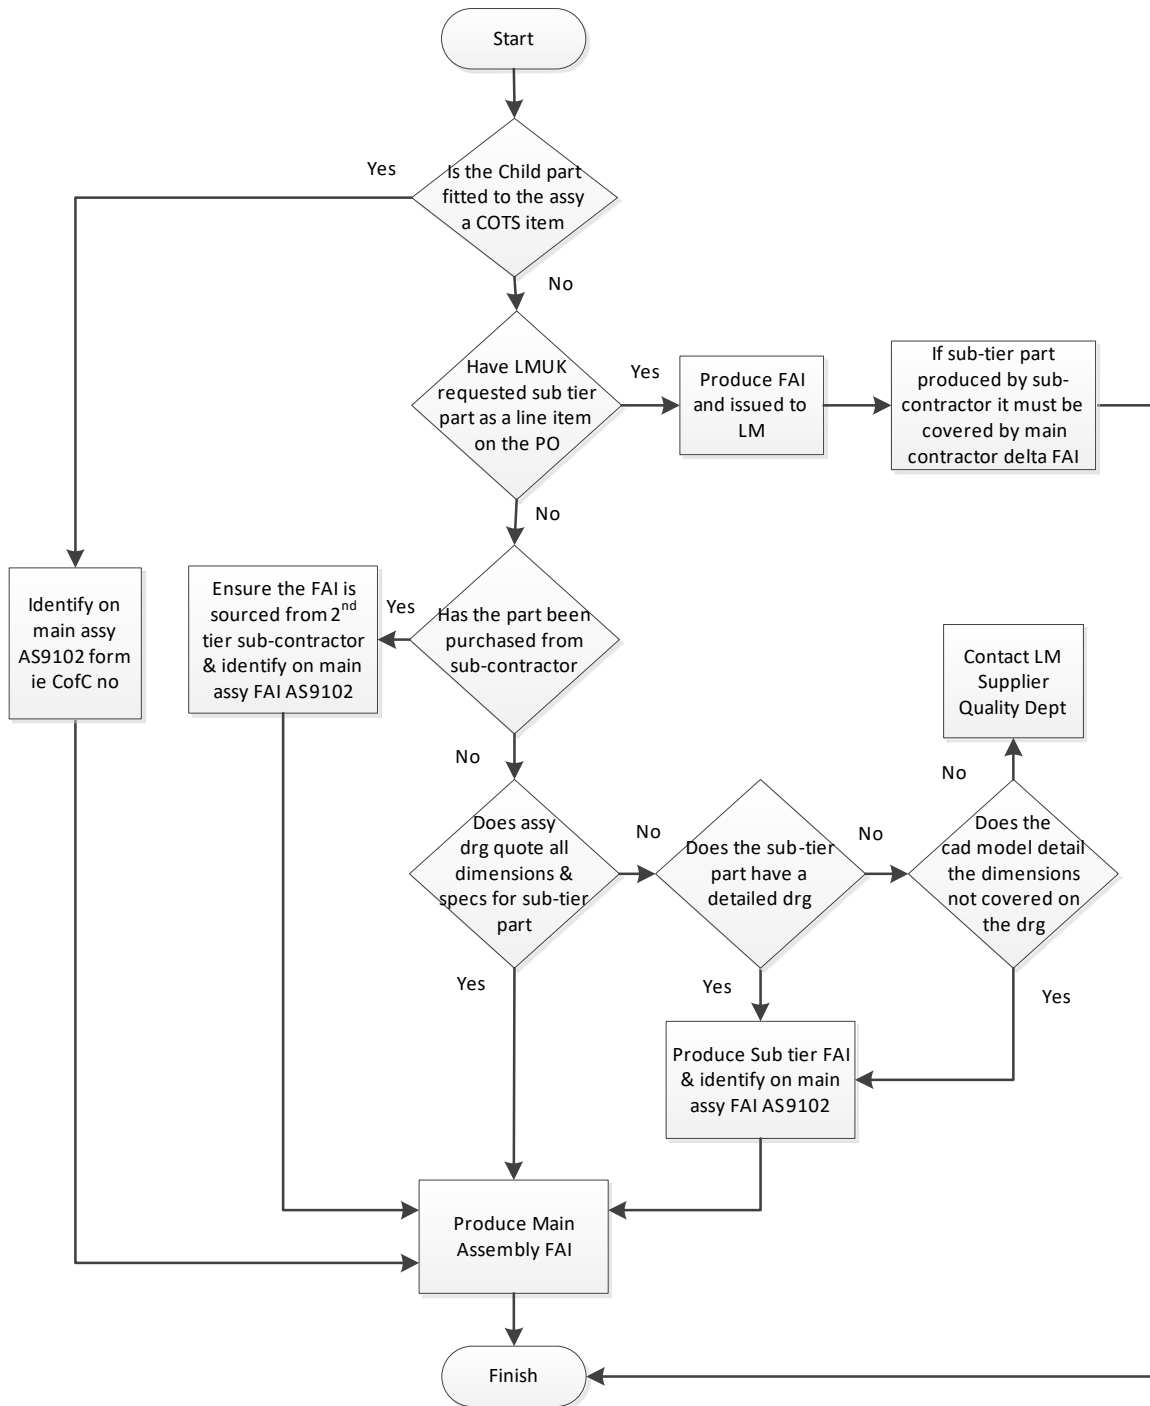 Start
Yes
Is the Child part
fitted to the assy
a COTS item
No
Have LMUK
requested sub tier
part as a line item
on the PO
Yes
Produce FAI
and issued to
LM
If sub-tier part
produced by sub-
contractor it must be
covered by main
contractor delta FAI
No
Identify on
main assy
AS9102 form
ie CofC no
Ensure the FAI is
sourced from 2nd
tier sub-contractor
& identify on main
assy FAI AS9102
Yes
Has the part been
purchased from
sub-contractor
Contact LM
Supplier
Quality Dept
No
No
Does assy
drg quote all
dimensions &
specs for sub-tier
part
No
Does the sub-tier
part have a
detailed drg
No
Does the
cad model detail
the dimensions
not covered on
the drg
Yes
Yes
Yes
Produce Sub tier FAI
& identify on main
assy FAI AS9102
Produce Main
Assembly FAI
Finish